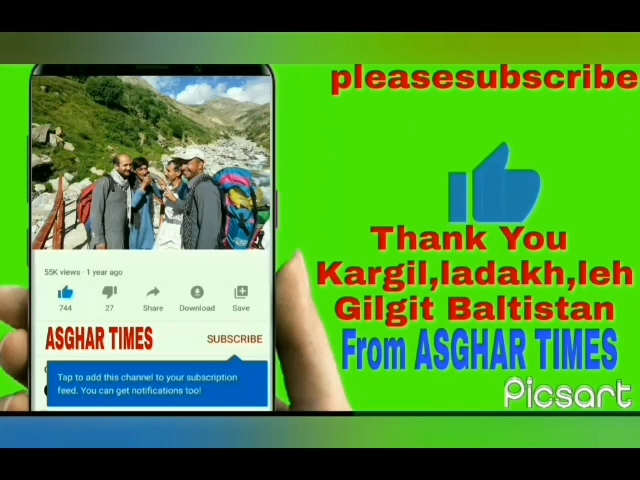 pleasesubscribe
55K views · 1 year ago
744
27
Share
Download
Save
ASGHAR TIMES
SUBSCRIBE
Tap to add this channel to your subscription
feed. You can get notifications too!
Thank You
Kargil,ladakh,leh
Gilgit Baltistan
From ASGHAR TIMES
Picsart